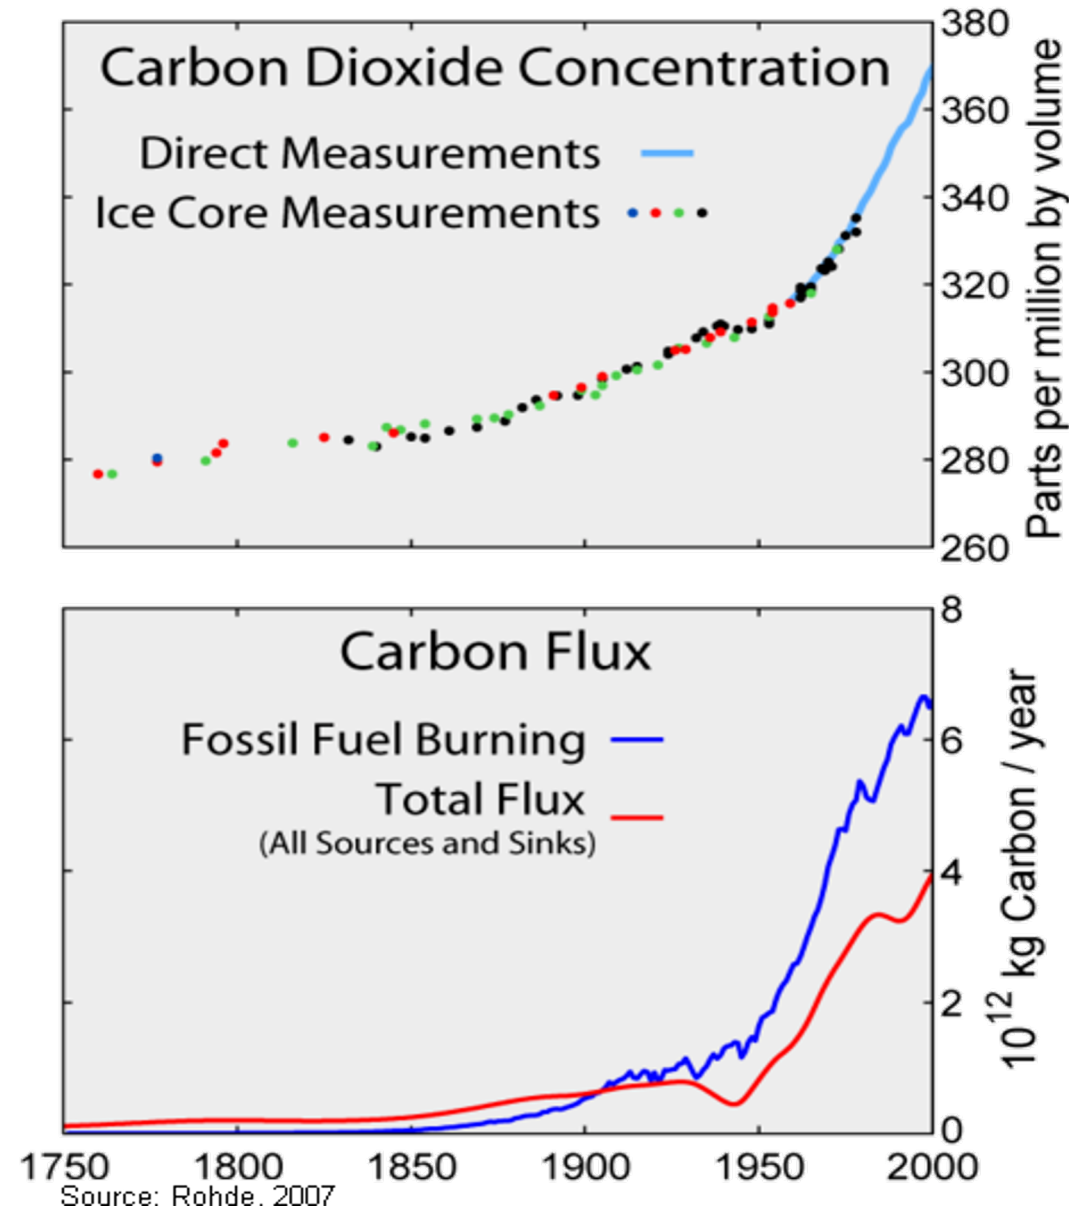 Carbon Dioxide Concentration
Direct Measurements
Ice Core Measurements
380
360
340
320
300
280
260
Parts per million by volume
Carbon Flux
Fossil Fuel Burning
Total Flux
(All Sources and Sinks)
8
6
4
2
0
10¹² kg Carbon / year
1750 1800 1850 1900 1950 2000
Source: Rohde, 2007